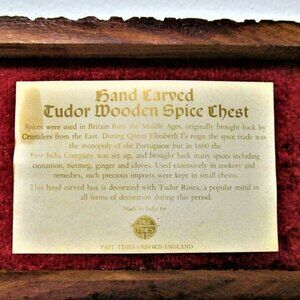 Hand Carved
Tudor Wooden Spice Chest
Spices were used in Britain from the Middle Ages, originally brought back by
Crusaders from the East. During Queen Elizabeth I's reign the spice trade was
the monopoly of the Portuguese but in 1600 the
East India Company was set up, and brought back many spices including
cinnamon, nutmeg, ginger and cloves. Used extensively in cookery and
remedies, such precious imports were kept in small chests.
This hand carved box is decorated with Tudor Roses, a popular motif in
all forms of decoration during this period.
Made in India for
PAST
TIMES
PAST TIMES OXFORD ENGLAND